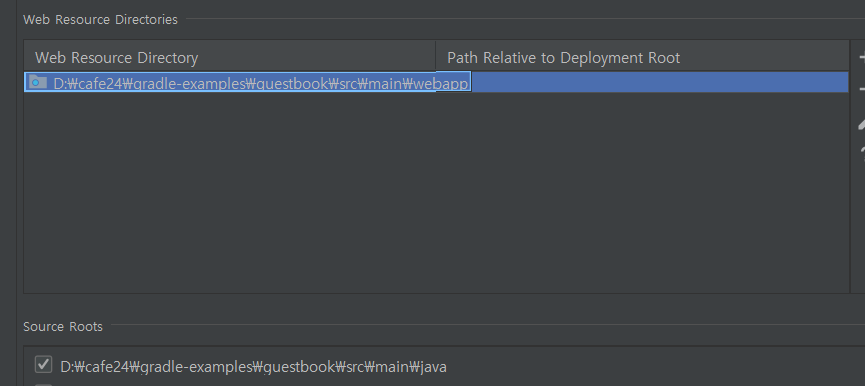 Web Resource Directories
Web Resource Directory Path Relative to Deployment Root
D:₩cafe24₩gradle-examples₩guestbook₩src₩main₩webapp
Source Roots
D:₩cafe24₩gradle-examples₩guestbook₩src₩main₩java